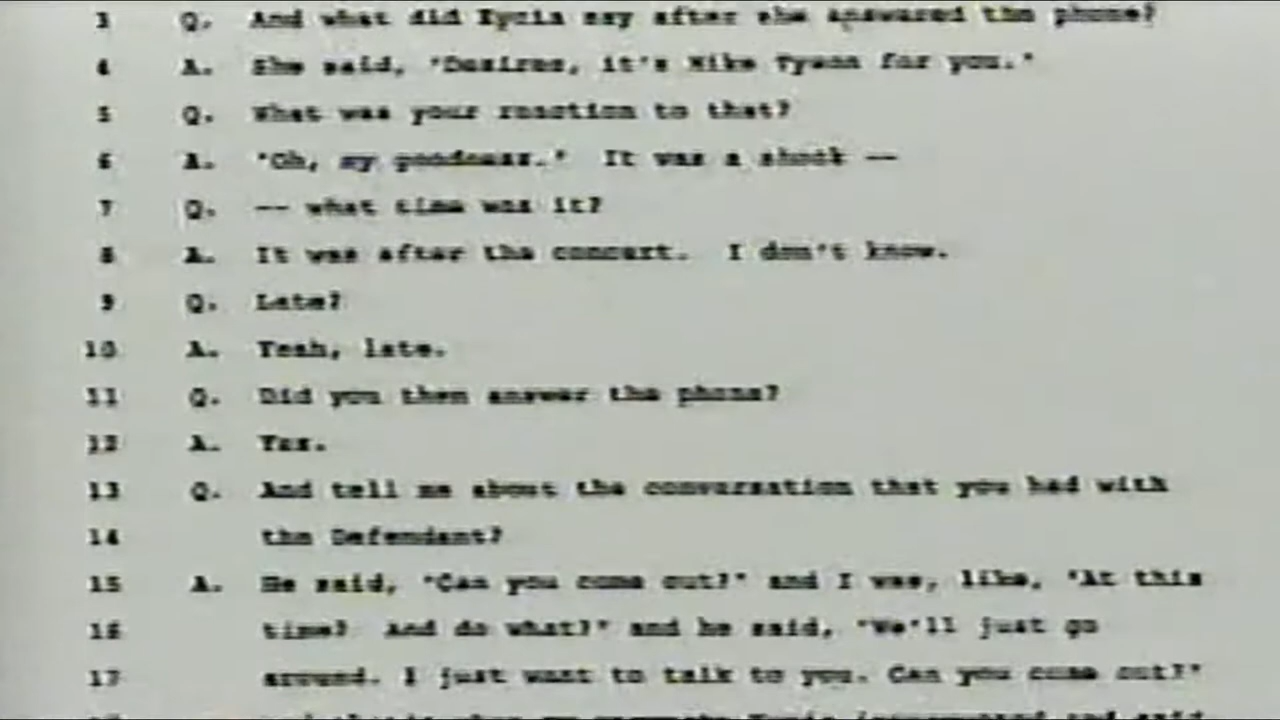 3 Q. And what did Kycia say after she answered the phone?
4 A. She said, "Desiree, it's Mike Tyson for you."
5 Q. What was your reaction to that?
6 A. "Oh, my goodness." It was a shock --
7 Q. -- what time was it?
8 A. It was after the concert. I don't know.
9 Q. Late?
10 A. Yeah, late.
11 Q. Did you then answer the phone?
12 A. Yes.
13 Q. And tell me about the conversation that you had with
14 the Defendant?
15 A. He said, "Can you come out?" and I was, like, "At this
16 time? And do what?" and he said, "We'll just go
17 around. I just want to talk to you. Can you come out?"